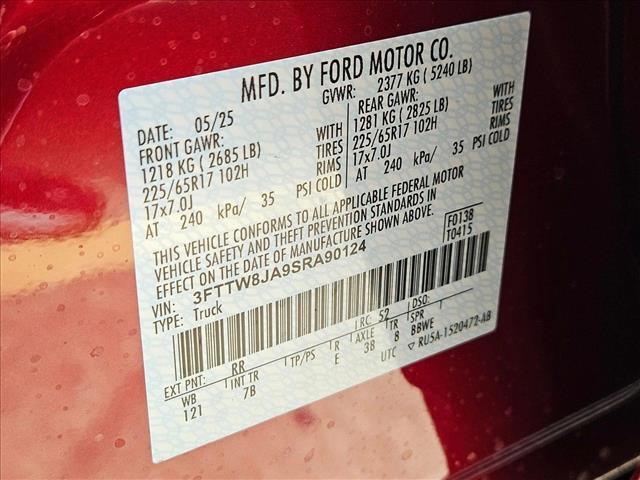 MFD. BY FORD MOTOR CO.
DATE: 05/25
GVWR: 2377 KG ( 5240 LB)
FRONT GAWR: WITH
1218 KG ( 2685 LB) TIRES
225/65R17 102H RIMS
17x7.0J
AT 240 kPa/ 35 PSI COLD
REAR GAWR: WITH
1281 KG ( 2825 LB) TIRES
225/65R17 102H RIMS
17x7.0J
AT 240 kPa/ 35 PSI COLD
THIS VEHICLE CONFORMS TO ALL APPLICABLE FEDERAL MOTOR
VEHICLE SAFETY AND THEFT PREVENTION STANDARDS IN
EFFECT ON THE DATE OF MANUFACTURE SHOWN ABOVE.
F0138
T0415
VIN: 3FTTW8JA9SRA90124
TYPE: Truck
EXT PNT: RR RC: 52 DSO:
WB INT TR TP/PS R AXLE TR SPR
121 7B E 3B 8 BBWE
UTC ▽ RU5A-1520472-AB